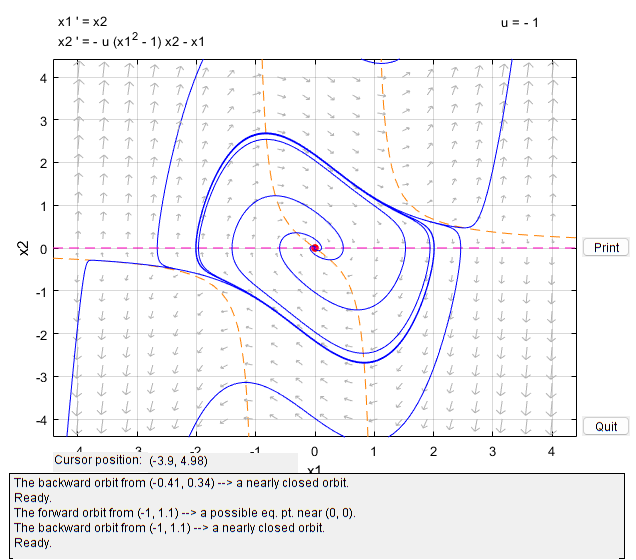 x1 ' = x2
x2 ' = - u (x1² - 1) x2 - x1
u = - 1
4
3
2
1
0
-1
-2
-3
-4
x2
-4 -3 -2 -1 0 1 2 3 4
x1
Print
Quit
Cursor position: (-3.9, 4.98)
The backward orbit from (-0.41, 0.34) --> a nearly closed orbit.
Ready.
The forward orbit from (-1, 1.1) --> a possible eq. pt. near (0, 0).
The backward orbit from (-1, 1.1) --> a nearly closed orbit.
Ready.